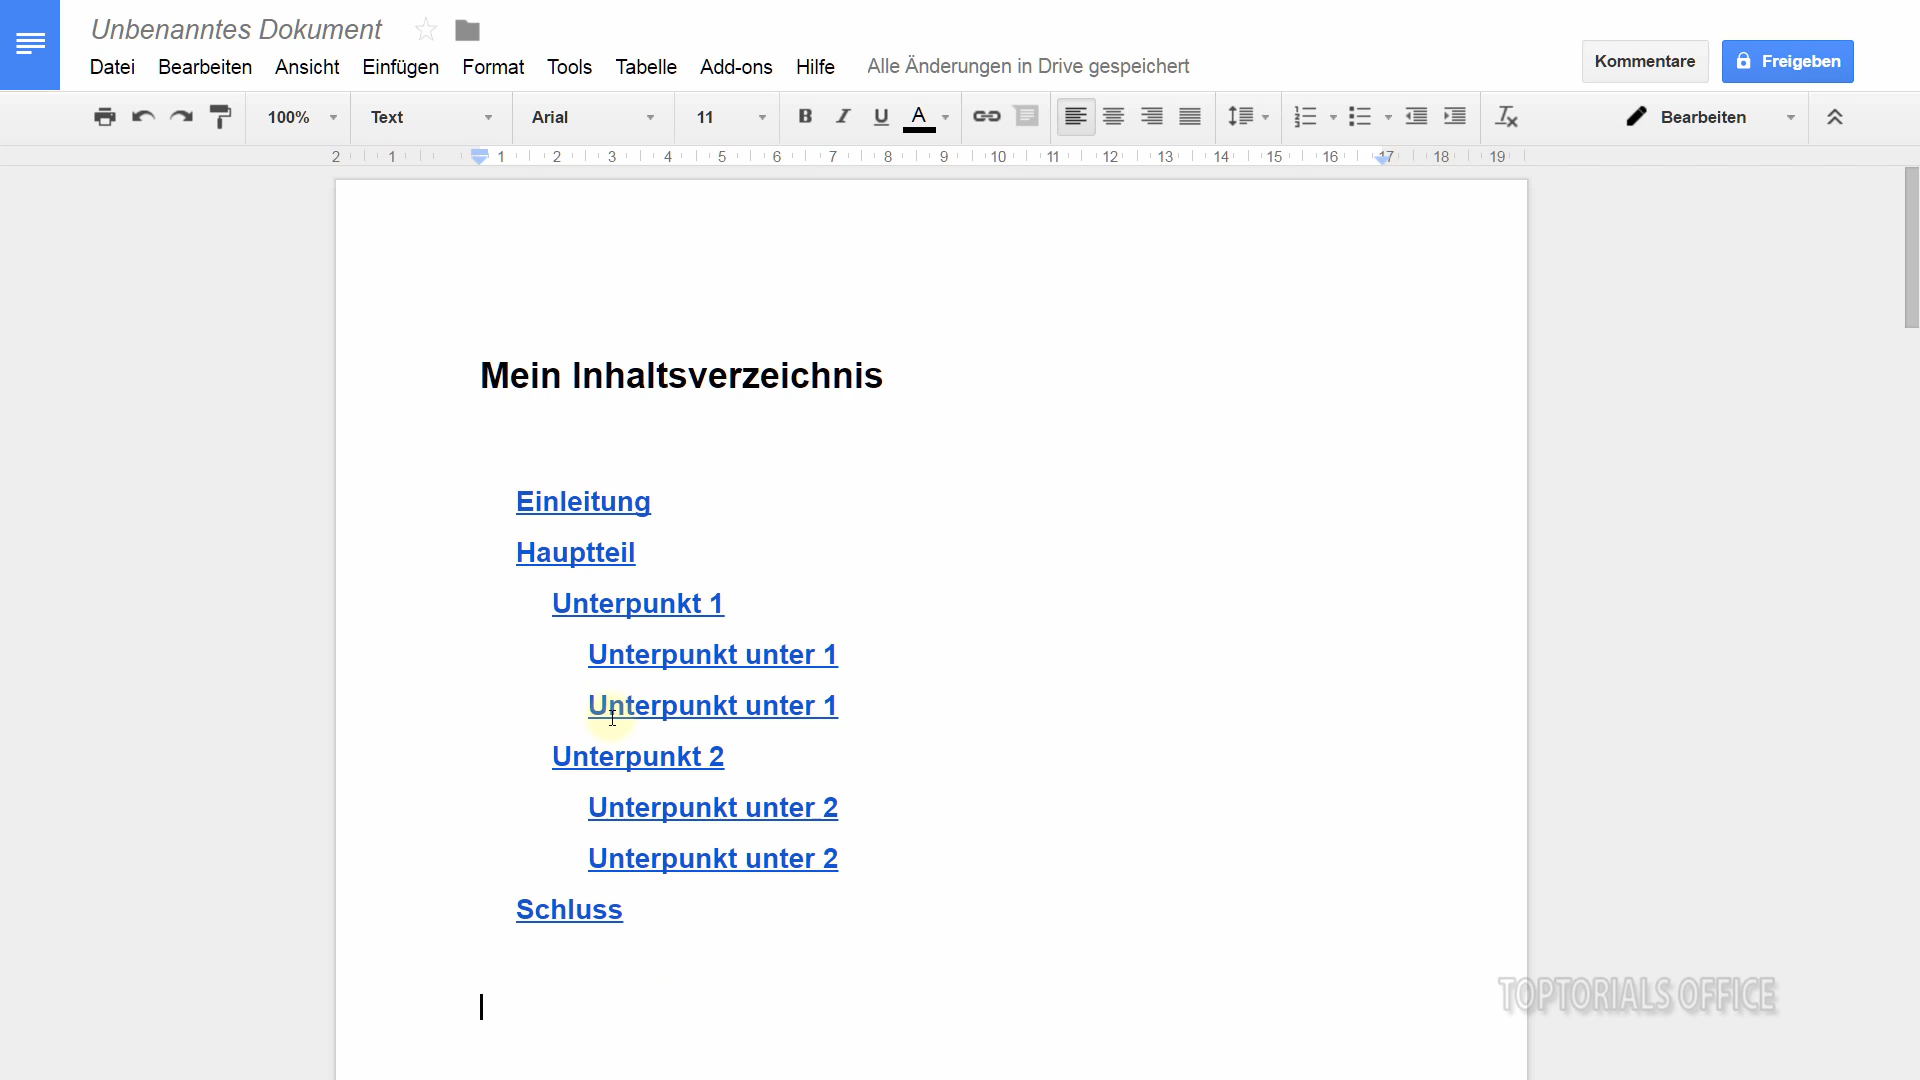 Unbenanntes Dokument
Datei Bearbeiten Ansicht Einfügen Format Tools Tabelle Add-ons Hilfe Alle Änderungen in Drive gespeichert
Kommentare Freigeben
100% Text Arial 11 B I U A Bearbeiten
2 1 1 2 3 4 5 6 7 8 9 10 11 12 13 14 15 16 17 18 19
Mein Inhaltsverzeichnis
Einleitung
Hauptteil
Unterpunkt 1
Unterpunkt unter 1
Unterpunkt unter 1
Unterpunkt 2
Unterpunkt unter 2
Unterpunkt unter 2
Schluss
TOPTORIALS OFFICE